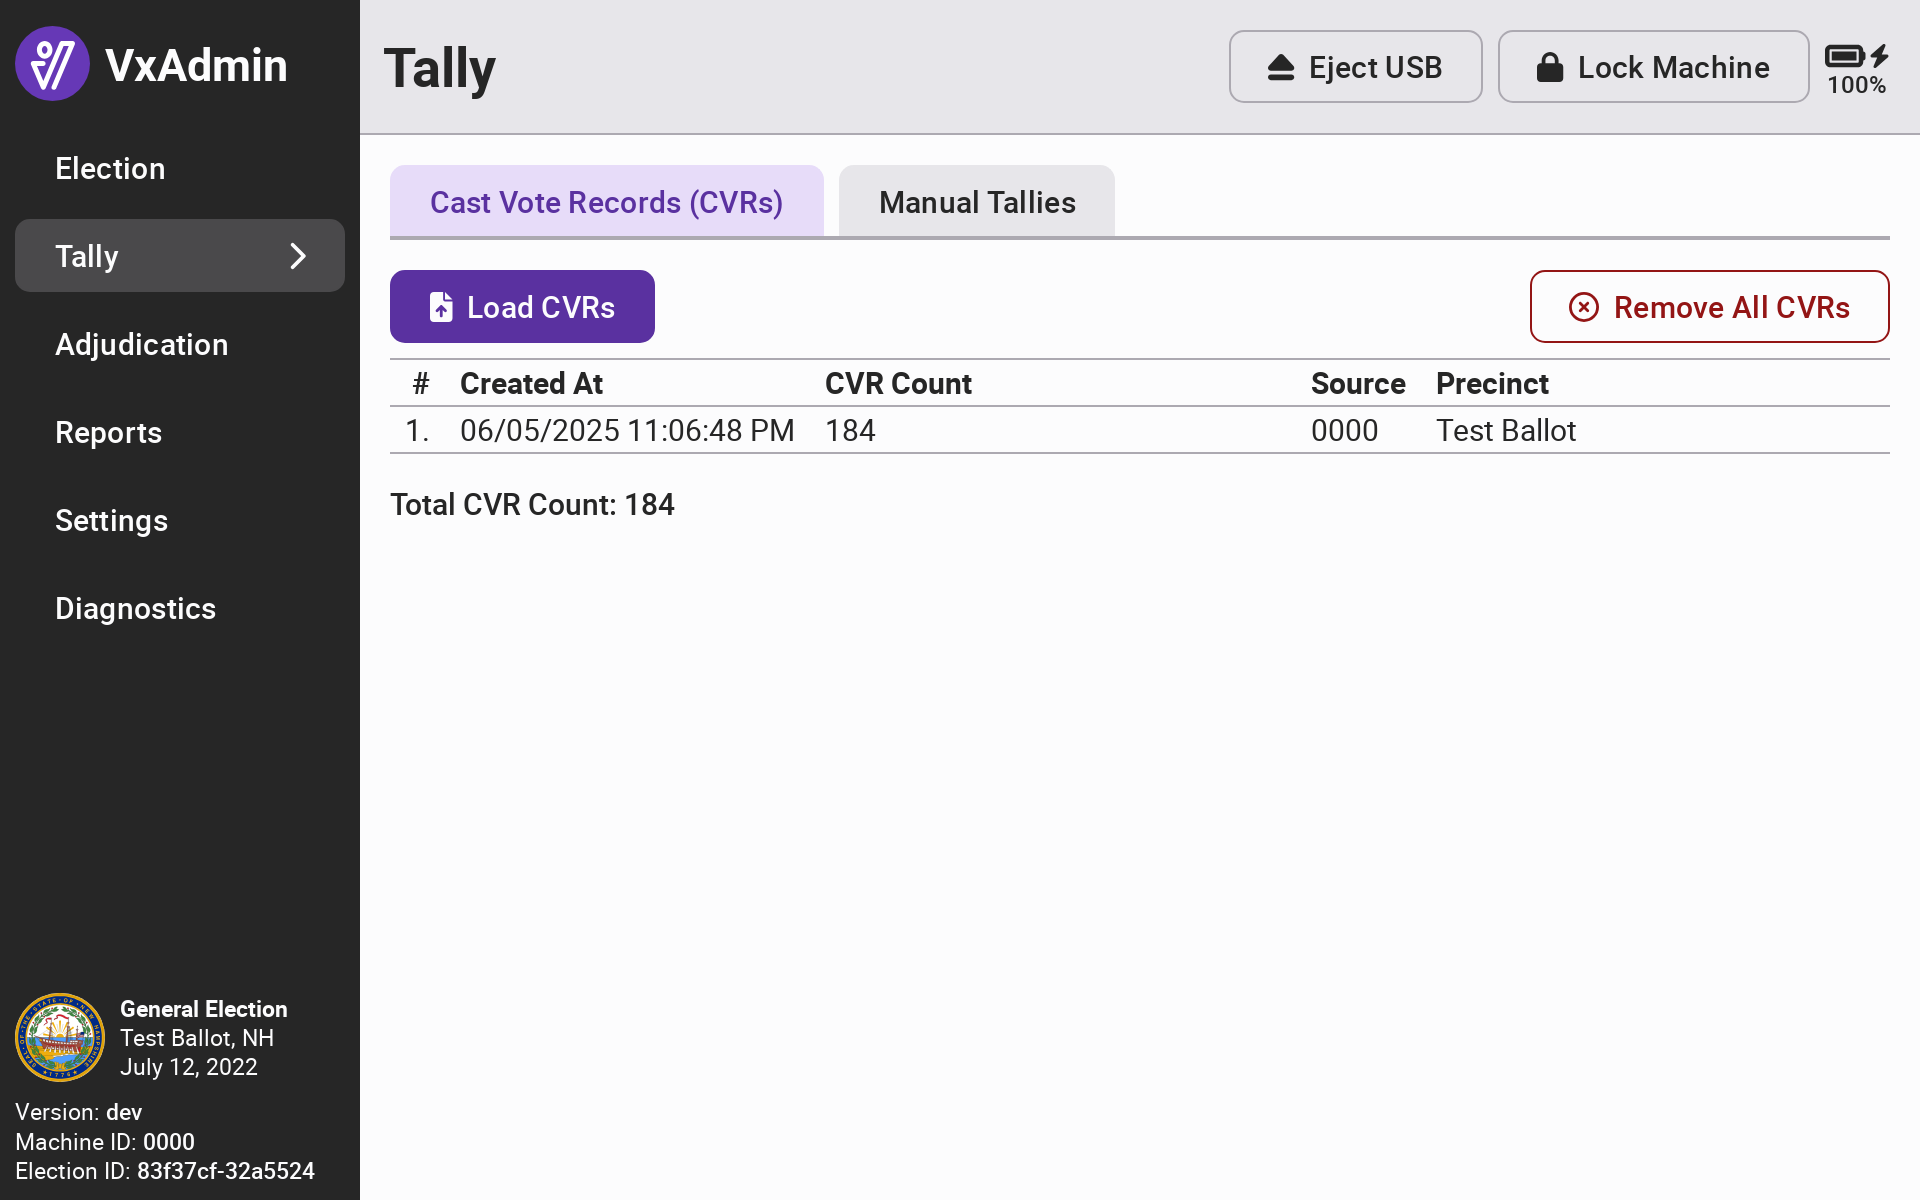 VxAdmin
Election
Tally
Adjudication
Reports
Settings
Diagnostics
General Election
Test Ballot, NH
July 12, 2022
Version: dev
Machine ID: 0000
Election ID: 83f37cf-32a5524
Tally
Eject USB
Lock Machine
100%
Cast Vote Records (CVRs)
Manual Tallies
Load CVRs
Remove All CVRs
# Created At CVR Count Source Precinct
1. 06/05/2025 11:06:48 PM 184 0000 Test Ballot
Total CVR Count: 184